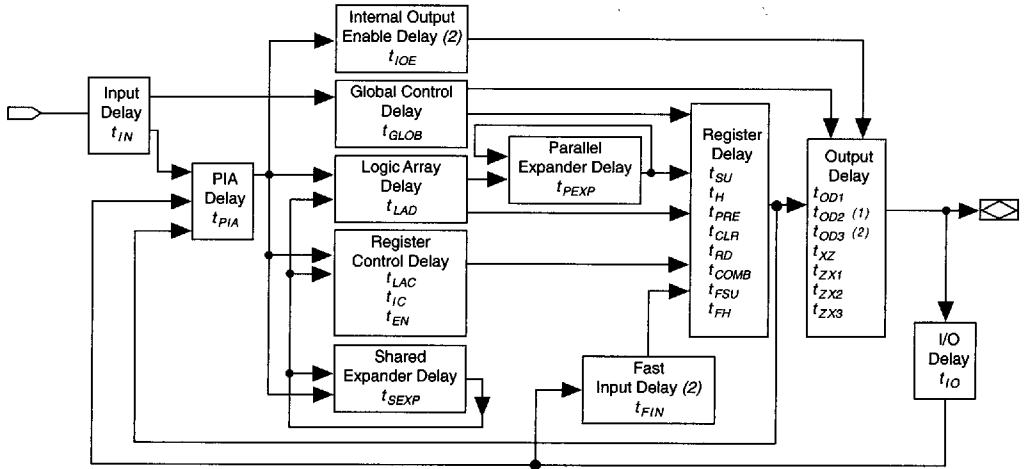 Internal Output
Enable Delay (2)
tIOE
Input
Delay
tIN
Global Control
Delay
tGLOB
PIA
Delay
tPIA
Logic Array
Delay
tLAD
Parallel
Expander Delay
tPEXP
Register
Control Delay
tLAC
tIC
tEN
Shared
Expander Delay
tSEXP
Register
Delay
tSU
tH
tPRE
tCLR
tRD
tCOMB
tFSU
tFH
Fast
Input Delay (2)
tFIN
Output
Delay
tOD1
tOD2 (1)
tOD3 (2)
tXZ
tZX1
tZX2
tZX3
I/O
Delay
tIO